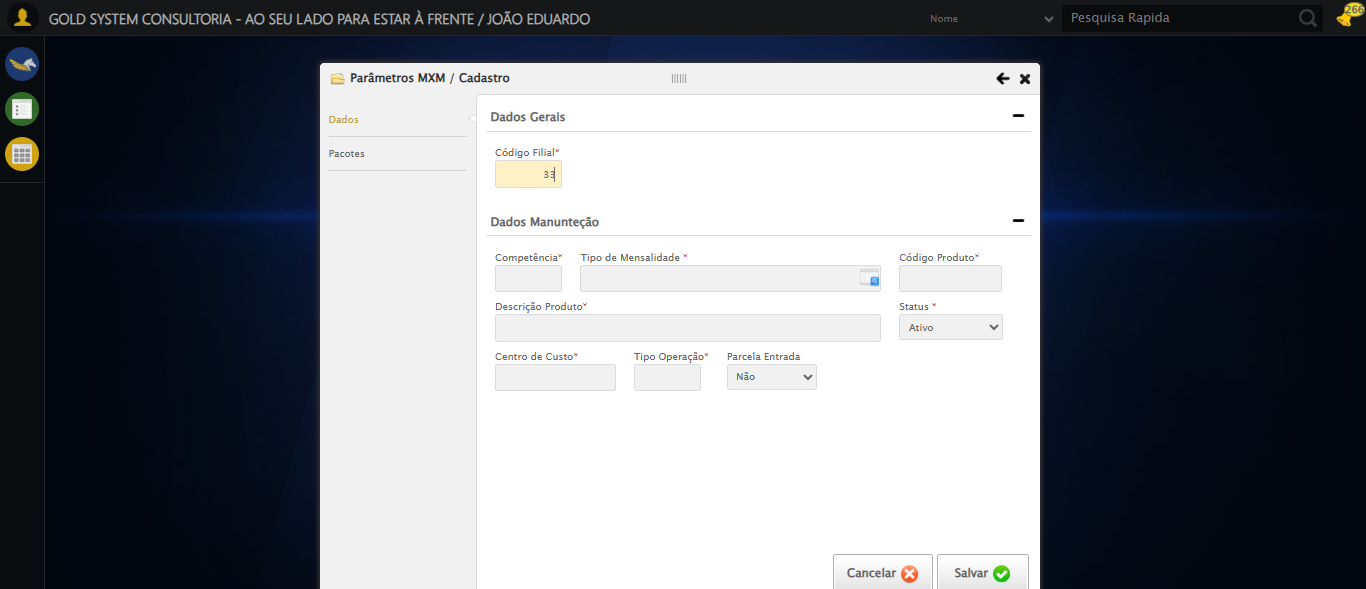 GOLD SYSTEM CONSULTORIA - AO SEU LADO PARA ESTAR À FRENTE / JOÃO EDUARDO
Nome
Pesquisa Rapida
266
Parâmetros MXM / Cadastro
Dados
Pacotes
Dados Gerais
Código Filial*
33
Dados Manunteção
Competência* Tipo de Mensalidade * Código Produto*
Descrição Produto* Status *
Ativo
Centro de Custo* Tipo Operação* Parcela Entrada
Não
Cancelar Salvar